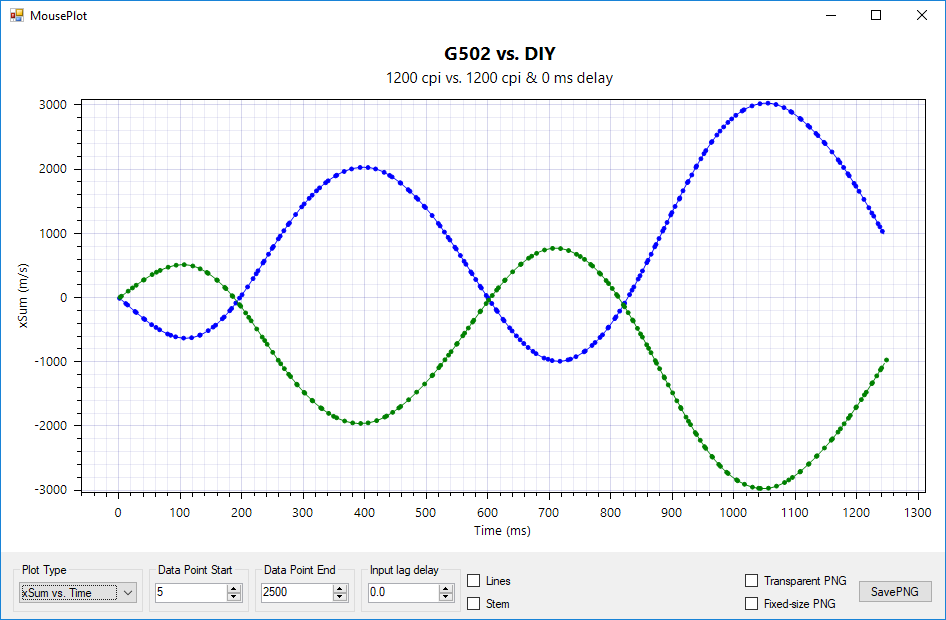 MousePlot
G502 vs. DIY
1200 cpi vs. 1200 cpi & 0 ms delay
3000
2000
1000
0
-1000
-2000
-3000
xSum (m/s)
0 100 200 300 400 500 600 700 800 900 1000 1100 1200 1300
Time (ms)
Plot Type
xSum vs. Time
Data Point Start
5
Data Point End
2500
Input lag delay
0.0
Lines
Stem
Transparent PNG
Fixed-size PNG
SavePNG